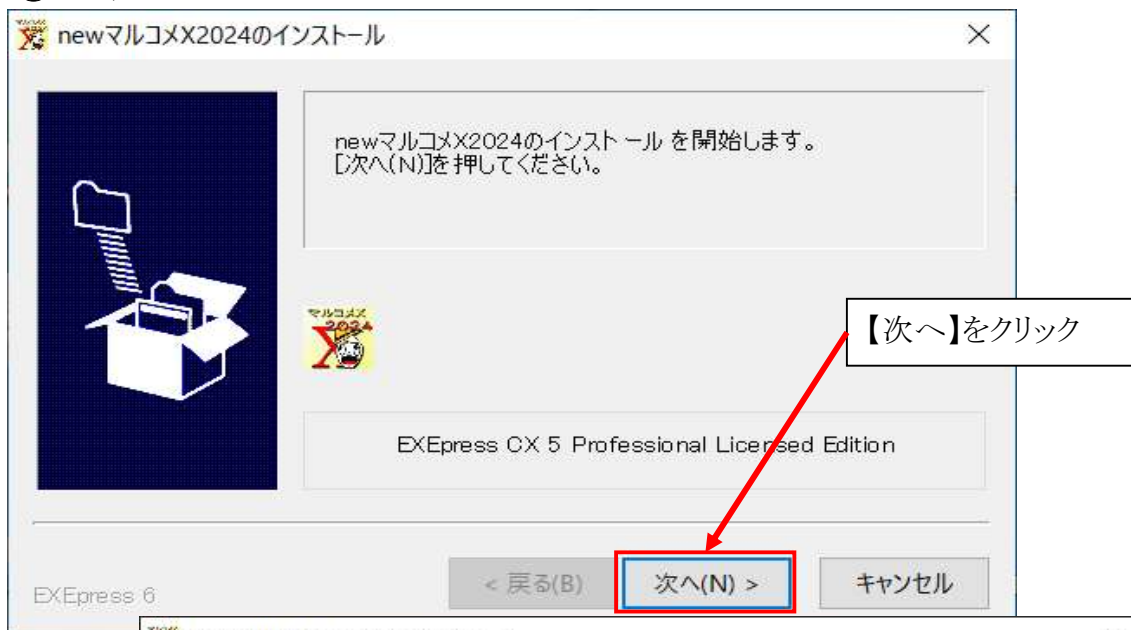 newマルコメX2024のインストール
newマルコメX2024のインストール を開始します。
[次へ(N)]を押してください。
マルコメX
2024
X
【次へ】をクリック
EXEpress CX 5 Professional Licensed Edition
EXEpress 6
< 戻る(B)
次へ(N) >
キャンセル